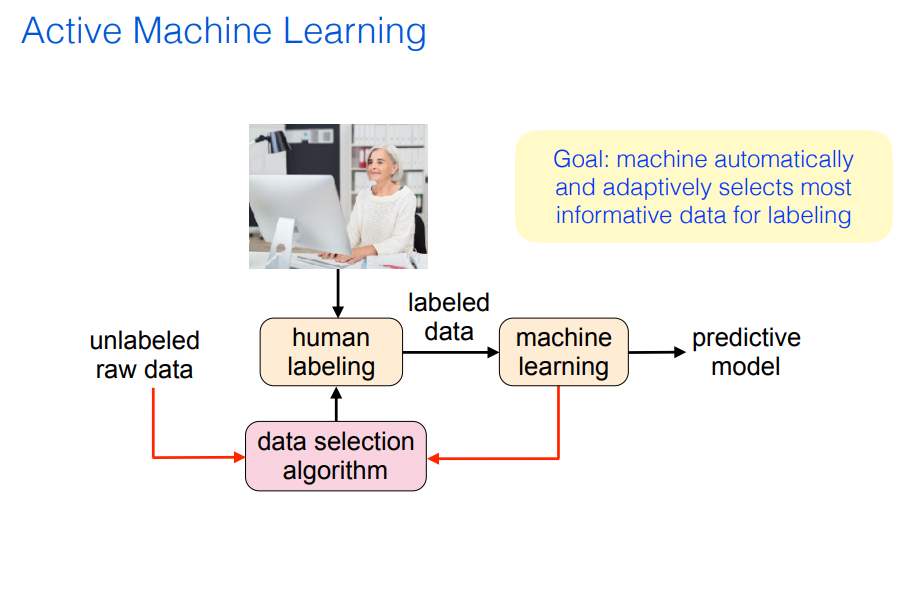 Active Machine Learning
Goal: machine automatically
and adaptively selects most
informative data for labeling
unlabeled
raw data
human
labeling
labeled
data
machine
learning
predictive
model
data selection
algorithm